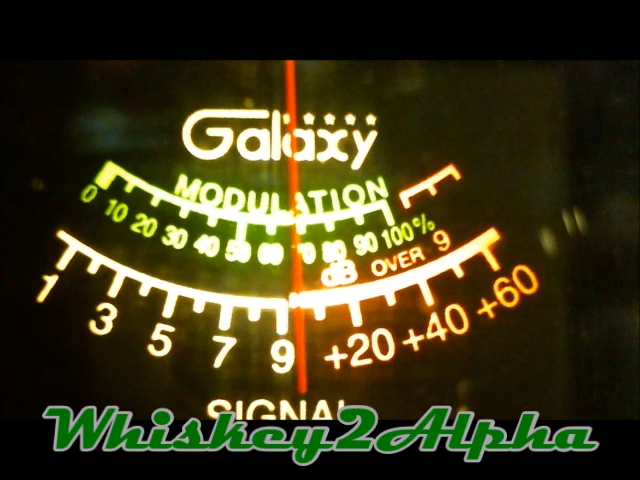 Galaxy
MODULATION
0 10 20 30 40 50 60 70 80 90 100%
dB OVER 9
1 3 5 7 9 +20 +40 +60
SIGNAL
Whiskey2Alpha